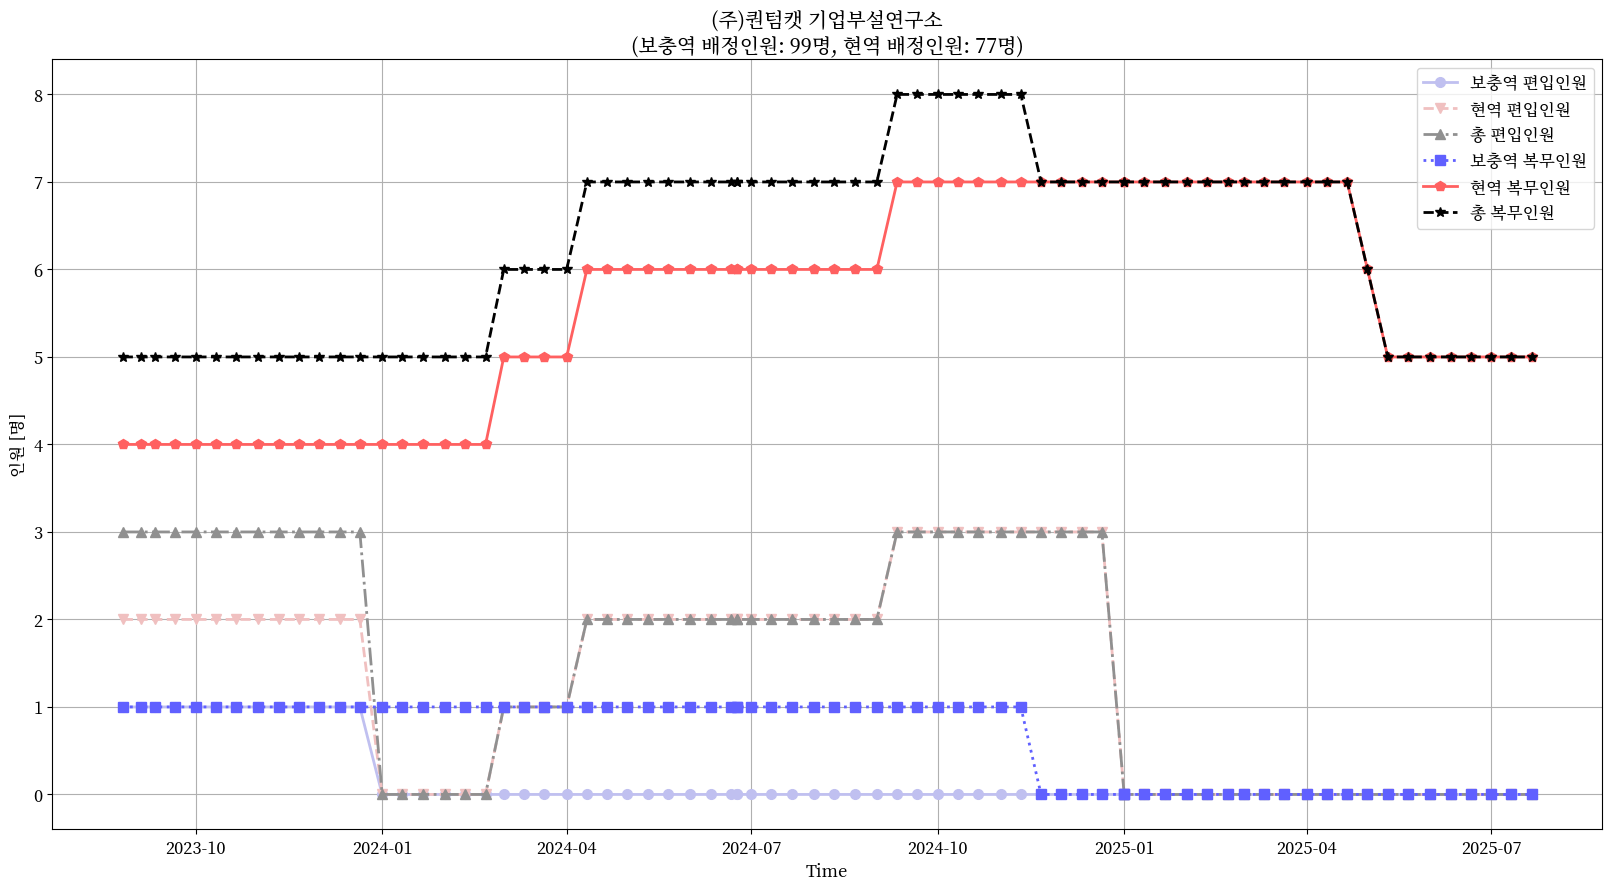 (주)퀀텀캣 기업부설연구소
(보충역 배정인원: 99명, 현역 배정인원: 77명)
보충역 편입인원
현역 편입인원
총 편입인원
보충역 복무인원
현역 복무인원
총 복무인원
인원 [명]
8
7
6
5
4
3
2
1
0
2023-10
2024-01
2024-04
2024-07
2024-10
2025-01
2025-04
2025-07
Time